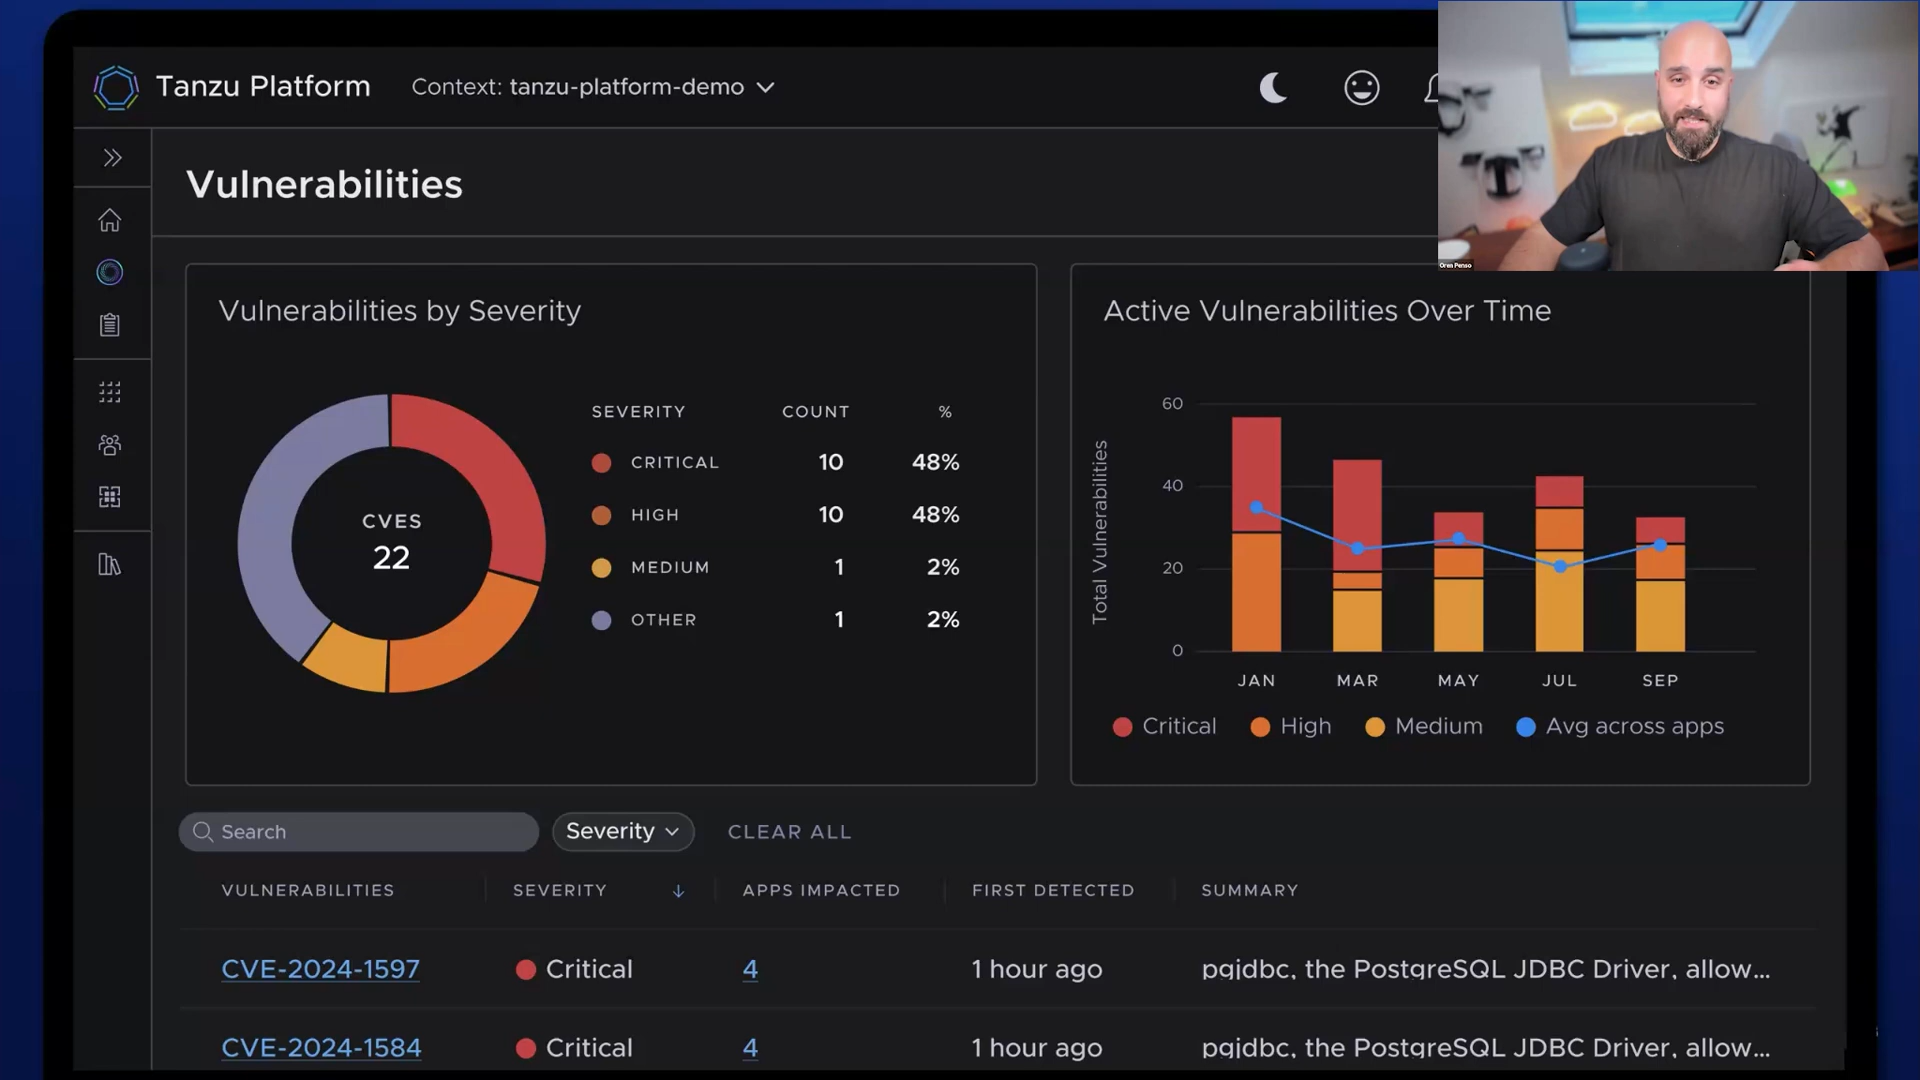 Tanzu Platform
Context: tanzu-platform-demo
Oren Penso
Vulnerabilities
Vulnerabilities by Severity
CVES
22
SEVERITY COUNT %
CRITICAL 10 48%
HIGH 10 48%
MEDIUM 1 2%
OTHER 1 2%
Active Vulnerabilities Over Time
Total Vulnerabilities
60
40
20
0
JAN MAR MAY JUL SEP
Critical High Medium Avg across apps
Search Severity CLEAR ALL
VULNERABILITIES SEVERITY APPS IMPACTED FIRST DETECTED SUMMARY
CVE-2024-1597 Critical 4 1 hour ago pgjdbc, the PostgreSQL JDBC Driver, allow...
CVE-2024-1584 Critical 4 1 hour ago pgjdbc, the PostgreSQL JDBC Driver, allow...